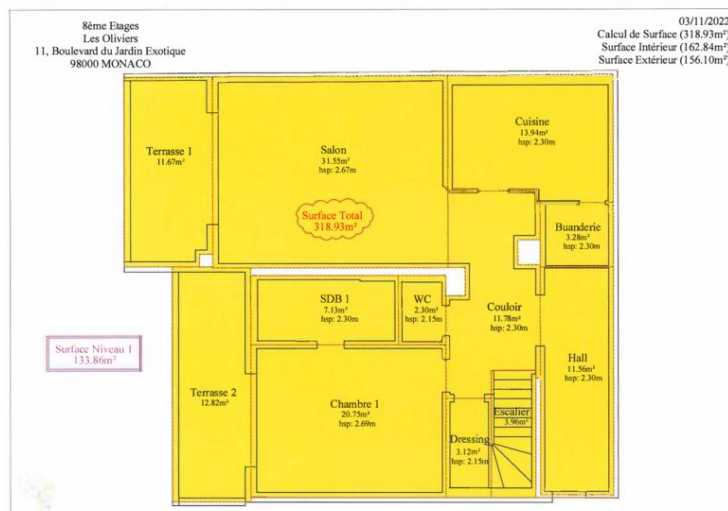 8ème Etages
Les Oliviers
11, Boulevard du Jardin Exotique
98000 MONACO
03/11/2022
Calcul de Surface (318.93m²)
Surface Intérieur (162.84m²)
Surface Extérieur (156.10m²)
Terrasse 1
11.67m²
Salon
31.55m²
hsp: 2.67m
Cuisine
13.94m²
hsp: 2.30m
Surface Total
318.93m²
Buanderie
3.28m²
hsp: 2.30m
SDB 1
7.13m²
hsp: 2.30m
WC
2.30m²
hsp: 2.15m
Couloir
11.78m²
hsp: 2.30m
Surface Niveau 1
133.86m²
Hall
11.56m²
hsp: 2.30m
Terrasse 2
12.82m²
Chambre 1
20.75m²
hsp: 2.69m
Escalier
3.96m²
Dressing
3.12m²
hsp: 2.15m